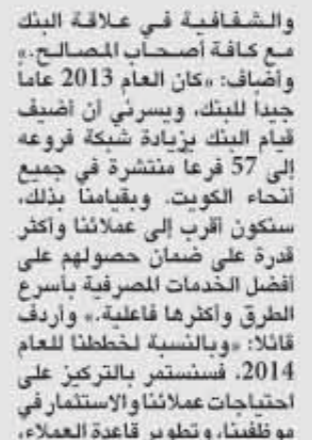 والشفافية في علاقة البنك
مع كافة أصحاب المصالح.»
وأضاف: «كان العام 2013 عاماً
جيداً للبنك، ويسرني أن أضيف
قيام البنك بزيادة شبكة فروعه
إلى 57 فرعاً منتشرة في جميع
أنحاء الكويت. وبقيامنا بذلك،
سنكون أقرب إلى عملائنا وأكثر
قدرة على ضمان حصولهم على
أفضل الخدمات المصرفية بأسرع
الطرق وأكثرها فاعلية.» وأردف
قائلا: «وبالنسبة لخططنا للعام
2014، فسنستمر بالتركيز على
احتياجات عملائنا والاستثمار في
موظفينا، وتطوير قاعدة العملاء،